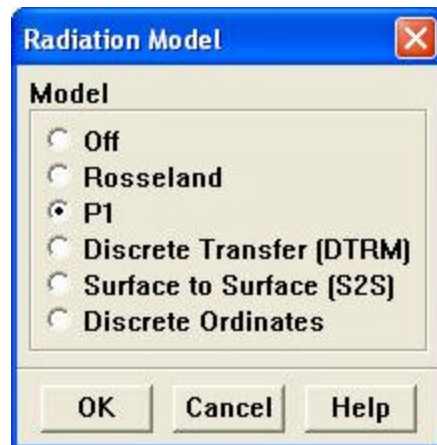 Radiation Model
Model
Off
Rosseland
P1
Discrete Transfer (DTRM)
Surface to Surface (S2S)
Discrete Ordinates
OK Cancel Help